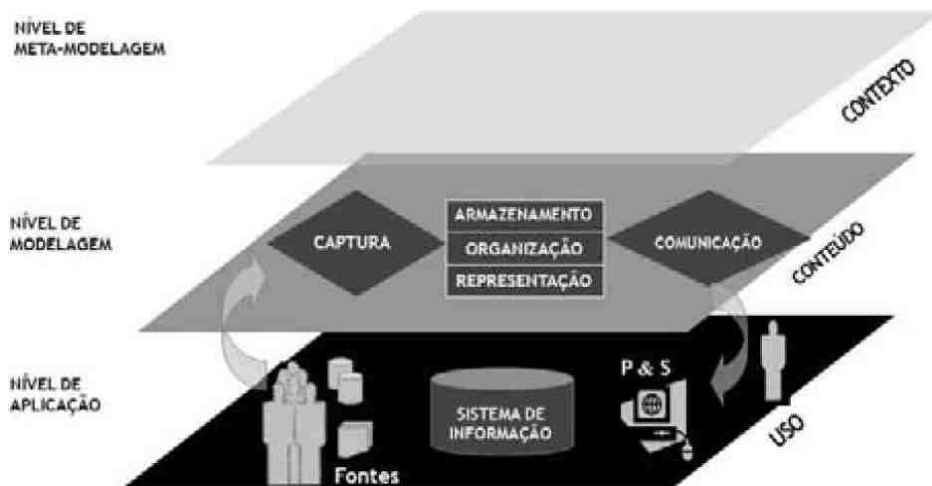 NÍVEL DE
META-MODELAGEM
CONTEXTO
NÍVEL DE
MODELAGEM
CAPTURA
ARMAZENAMENTO
ORGANIZAÇÃO
REPRESENTAÇÃO
COMUNICAÇÃO
CONTEÚDO
NÍVEL DE
APLICAÇÃO
Fontes
SISTEMA DE
INFORMAÇÃO
P & S
USO